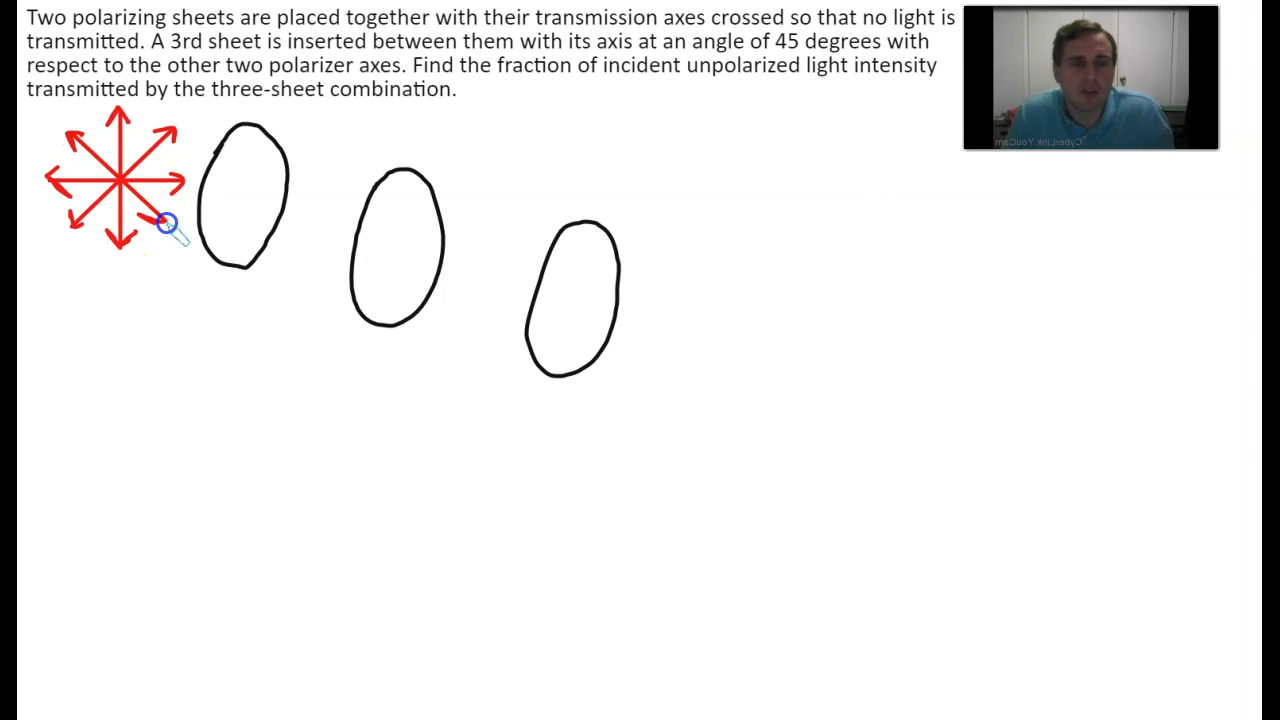 Two polarizing sheets are placed together with their transmission axes crossed so that no light is
transmitted. A 3rd sheet is inserted between them with its axis at an angle of 45 degrees with
respect to the other two polarizer axes. Find the fraction of incident unpolarized light intensity
transmitted by the three-sheet combination.
CyberLink YouCam